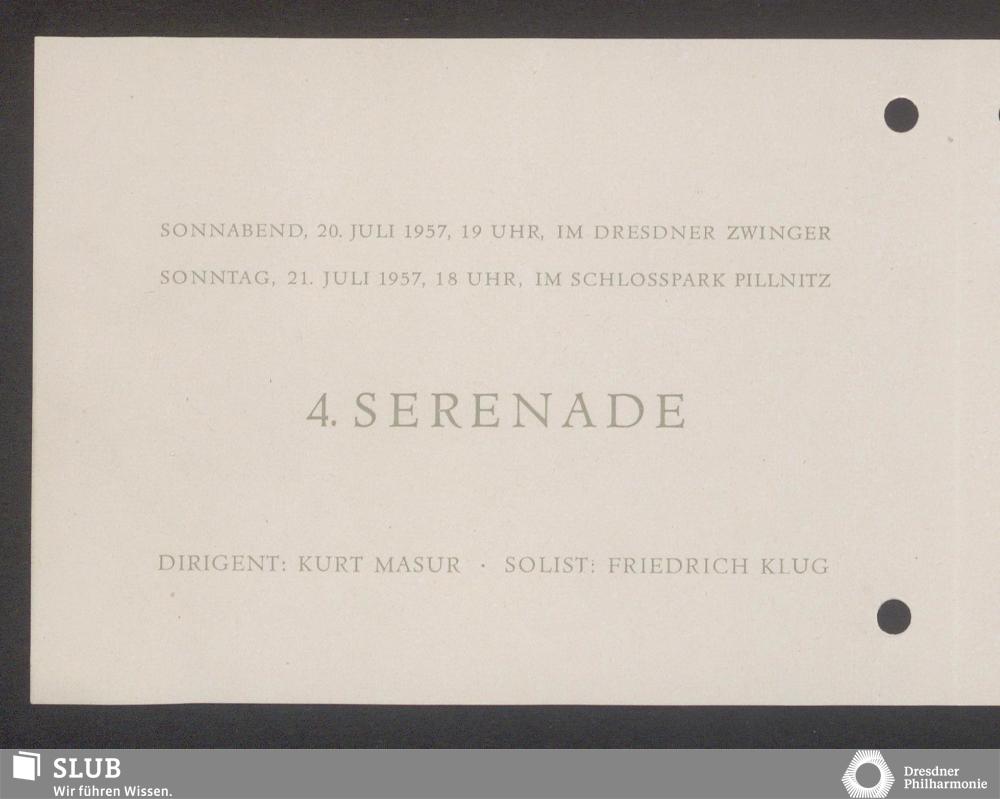 SONNABEND, 20. JULI 1957, 19 UHR, IM DRESDNER ZWINGER
SONNTAG, 21. JULI 1957, 18 UHR, IM SCHLOSSPARK PILLNITZ
4. SERENADE
DIRIGENT: KURT MASUR · SOLIST: FRIEDRICH KLUG
SLUB
Wir führen Wissen.
Dresdner
Philharmonie